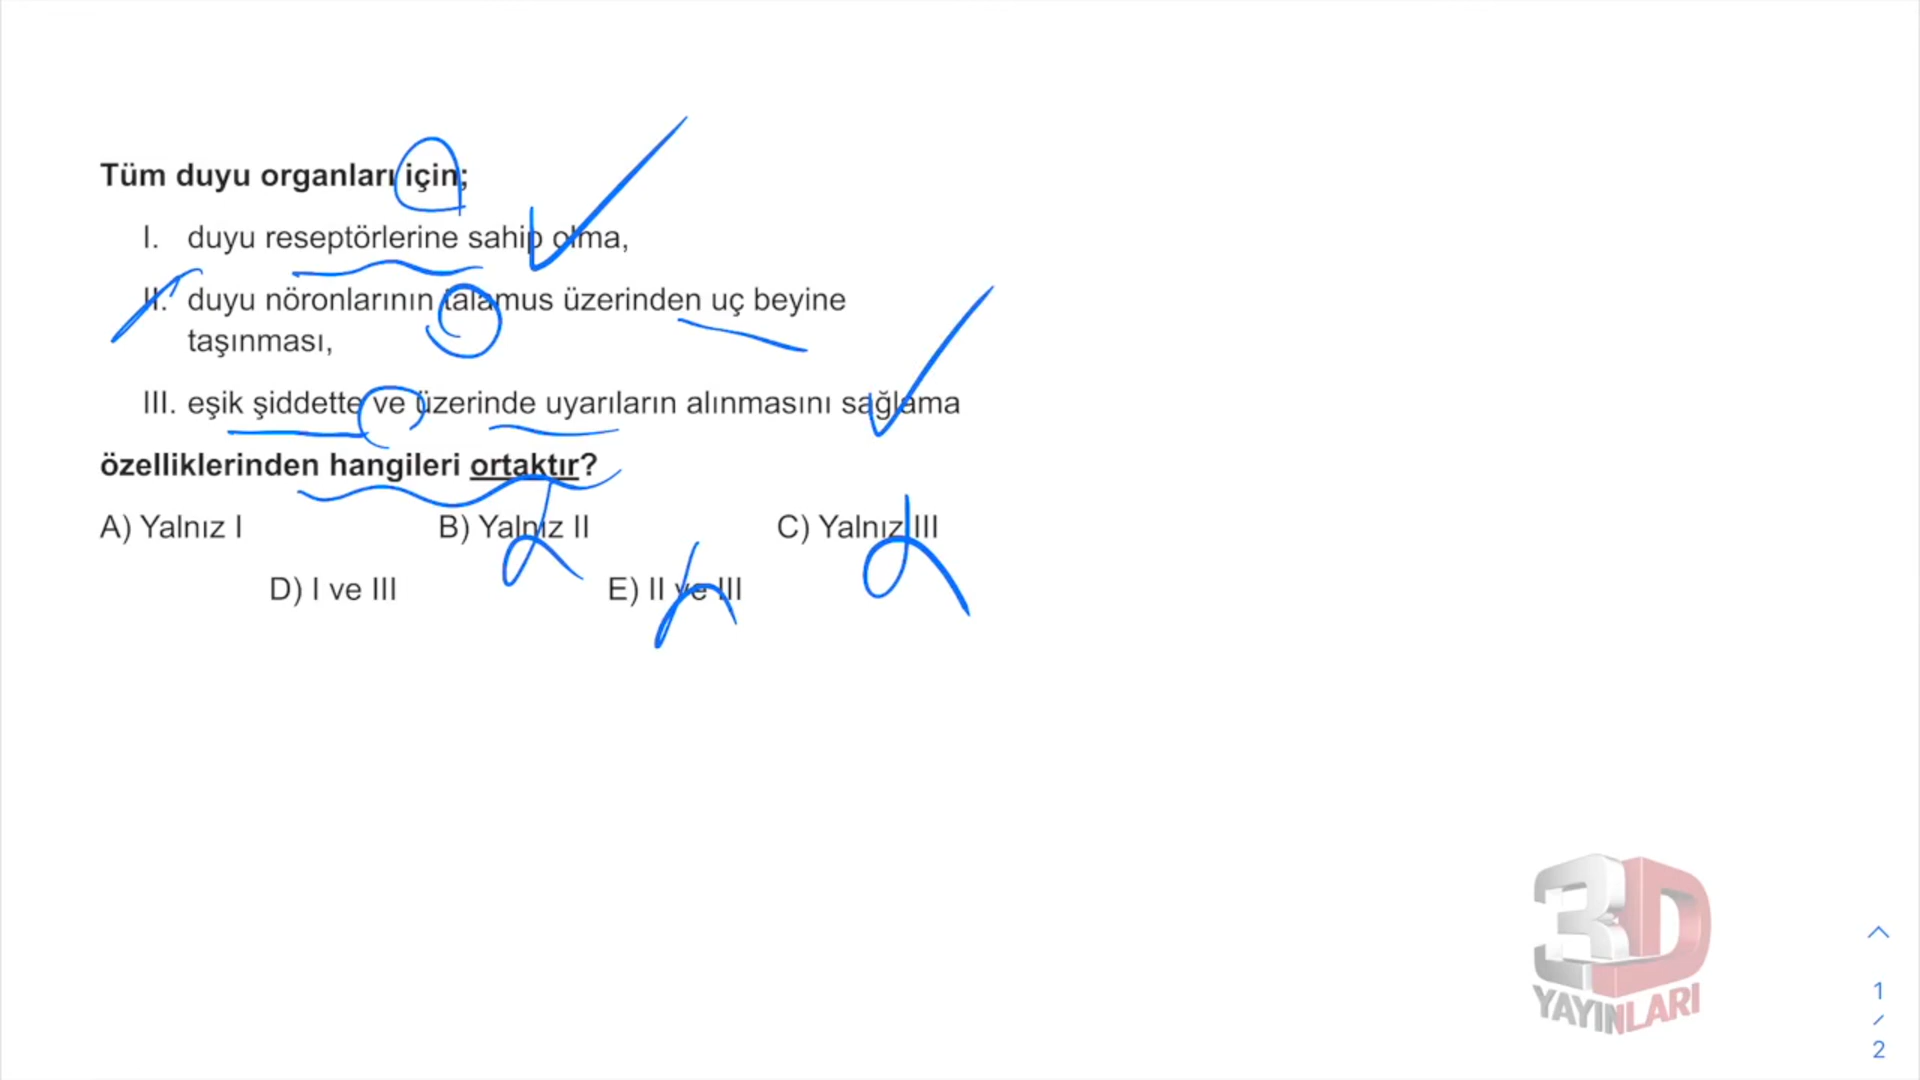 Tüm duyu organları için;
I. duyu reseptörlerine sahip olma,
II. duyu nöronlarının talamus üzerinden uç beyine
taşınması,
III. eşik şiddette ve üzerinde uyarıların alınmasını sağlama
özelliklerinden hangileri ortaktır?
A) Yalnız I B) Yalnız II C) Yalnız III
D) I ve III E) II ve III
3D
YAYINLARI
1
/
2